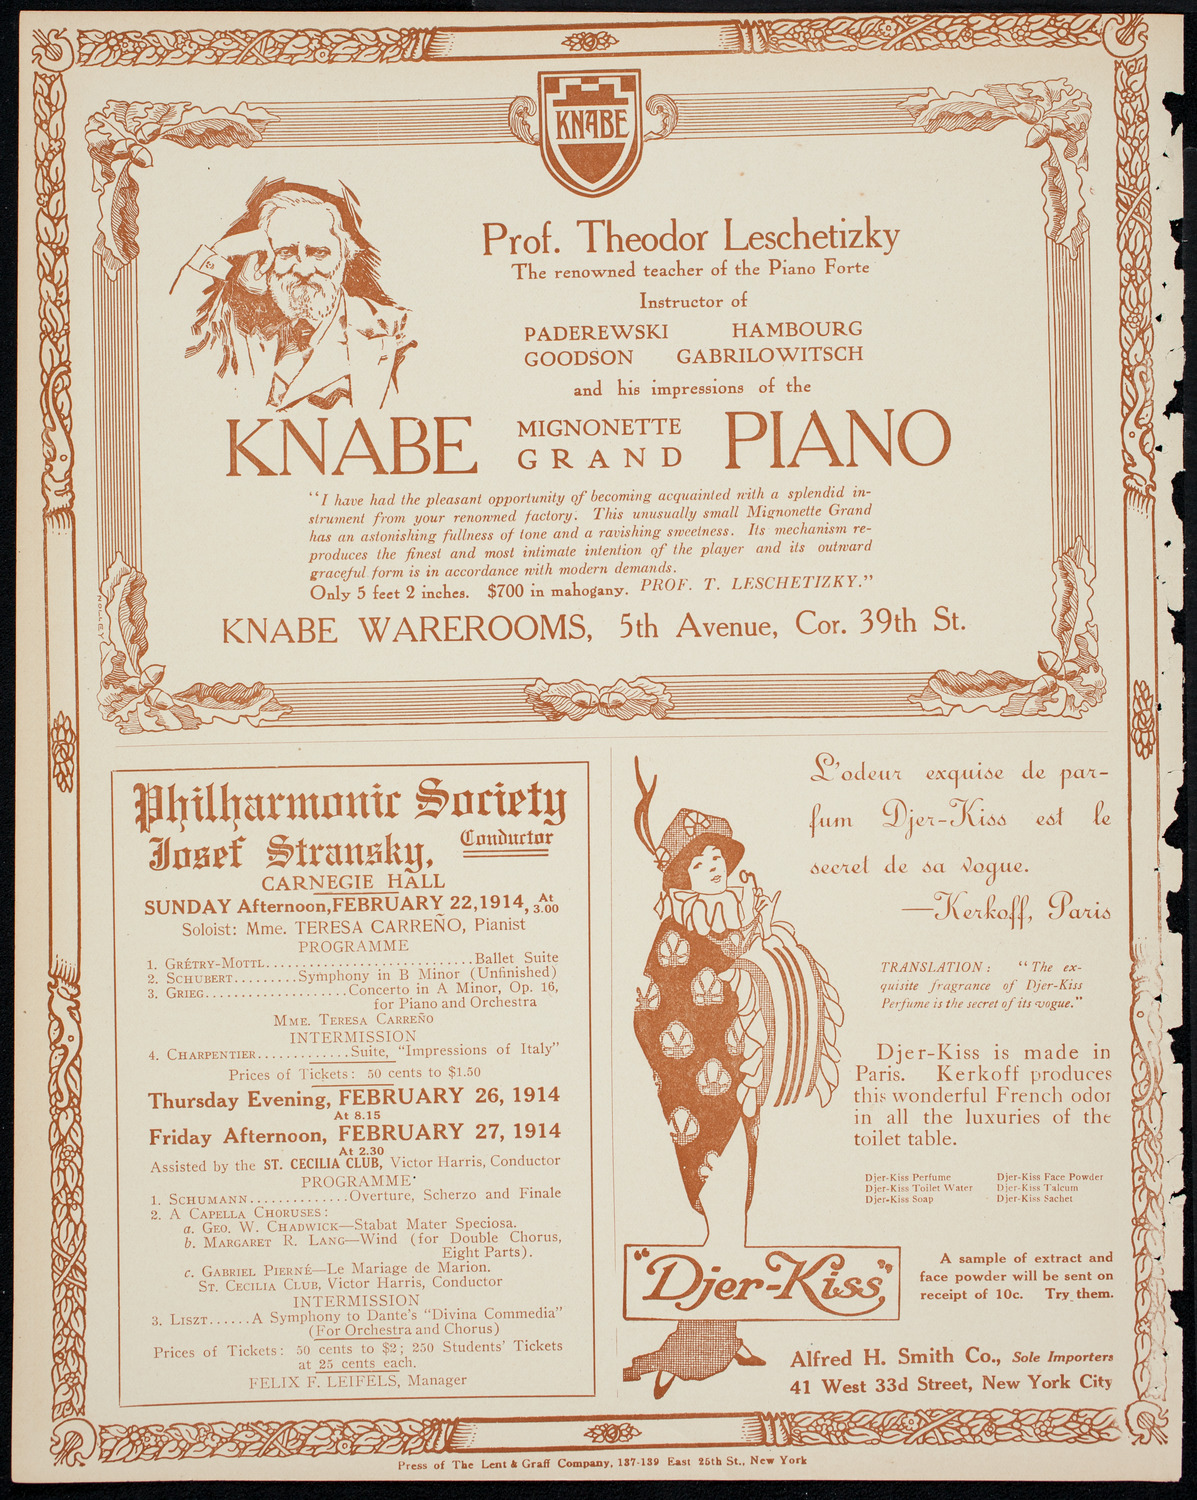 KNABE
Prof. Theodor Leschetizky
The renowned teacher of the Piano Forte
Instructor of
PADEREWSKI HAMBOURG
GOODSON GABRILOWITSCH
and his impressions of the
KNABE MIGNONETTE GRAND PIANO
“I have had the pleasant opportunity of becoming acquainted with a splendid in-
strument from your renowned factory. This unusually small Mignonette Grand
has an astonishing fullness of tone and a ravishing sweetness. Its mechanism re-
produces the finest and most intimate intention of the player and its outward
graceful form is in accordance with modern demands.
Only 5 feet 2 inches. $700 in mahogany. PROF. T. LESCHETIZKY.”
KNABE WAREROOMS, 5th Avenue, Cor. 39th St.
Philharmonic Society
Josef Stransky, Conductor
CARNEGIE HALL
SUNDAY Afternoon, FEBRUARY 22, 1914, At 3.00
Soloist: Mme. TERESA CARREÑO, Pianist
PROGRAMME
1. GRÉTRY-MOTTL..........................Ballet Suite
2. SCHUBERT.........Symphony in B Minor (Unfinished)
3. GRIEG....................Concerto in A Minor, Op. 16,
for Piano and Orchestra
MME. TERESA CARREÑO
INTERMISSION
4. CHARPENTIER.............Suite, “Impressions of Italy”
Prices of Tickets: 50 cents to $1.50
Thursday Evening, FEBRUARY 26, 1914
At 8.15
Friday Afternoon, FEBRUARY 27, 1914
At 2.30
Assisted by the ST. CECILIA CLUB, Victor Harris, Conductor
PROGRAMME
1. SCHUMANN..............Overture, Scherzo and Finale
2. A CAPELLA CHORUSES:
a. GEO. W. CHADWICK—Stabat Mater Speciosa.
b. MARGARET R. LANG—Wind (for Double Chorus,
Eight Parts).
c. GABRIEL PIERNÉ—Le Mariage de Marion.
ST. CECILIA CLUB, Victor Harris, Conductor
INTERMISSION
3. LISZT......A Symphony to Dante's “Divina Commedia”
(For Orchestra and Chorus)
Prices of Tickets: 50 cents to $2; 250 Students' Tickets
at 25 cents each.
FELIX F. LEIFELS, Manager
L'odeur exquise de par-
fum Djer-Kiss est le
secret de sa vogue.
—Kerkoff, Paris
TRANSLATION: “The ex-
quisite fragrance of Djer-Kiss
Perfume is the secret of its vogue.”
Djer-Kiss is made in
Paris. Kerkoff produces
this wonderful French odor
in all the luxuries of the
toilet table.
Djer-Kiss Perfume Djer-Kiss Face Powder
Djer-Kiss Toilet Water Djer-Kiss Talcum
Djer-Kiss Soap Djer-Kiss Sachet
“Djer-Kiss”
A sample of extract and
face powder will be sent on
receipt of 10c. Try them.
Alfred H. Smith Co., Sole Importers
41 West 33d Street, New York City
Press of The Lent & Graff Company, 137-139 East 25th St., New York